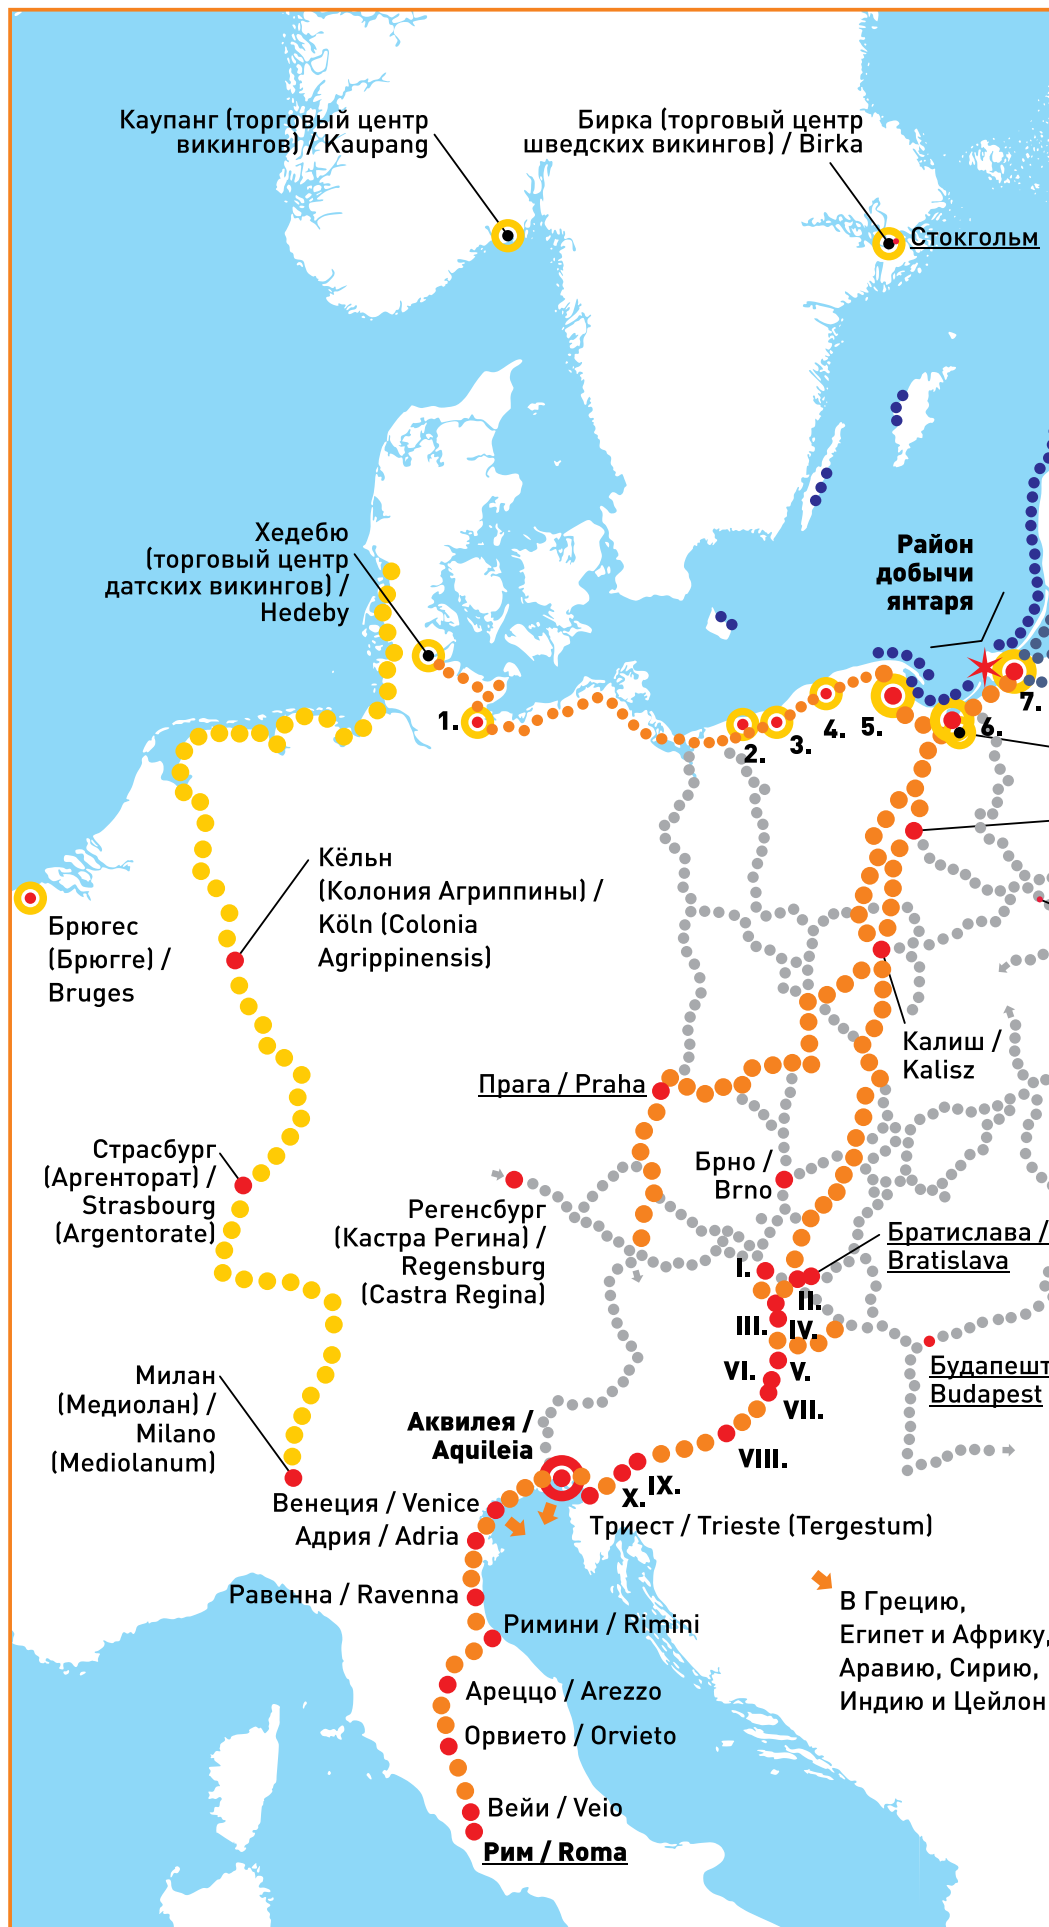 Каупанг (торговый центр
викингов) / Kaupang
Бирка (торговый центр
шведских викингов) / Birka
Стокгольм
Хедебю
(торговый центр
датских викингов) /
Hedeby
Район
добычи
янтаря
1.
2.
3.
4.
5.
6.
7.
Кёльн
(Колония Агриппины) /
Köln (Colonia
Agrippinensis)
Брюгес
(Брюгге) /
Bruges
Калиш /
Kalisz
Прага / Praha
Страсбург
(Аргенторат) /
Strasbourg
(Argentorate)
Брно /
Brno
Регенсбург
(Кастра Регина) /
Regensburg
(Castra Regina)
Братислава /
Bratislava
I.
II.
III.
IV.
V.
VI.
VII.
VIII.
IX.
X.
Будапешт
Budapest
Милан
(Медиолан) /
Milano
(Mediolanum)
Аквилея /
Aquileia
Венеция / Venice
Адрия / Adria
Триест / Trieste (Tergestum)
Равенна / Ravenna
Римини / Rimini
В Грецию,
Египет и Африку,
Аравию, Сирию,
Индию и Цейлон
Ареццо / Arezzo
Орвието / Orvieto
Вейи / Veio
Рим / Roma